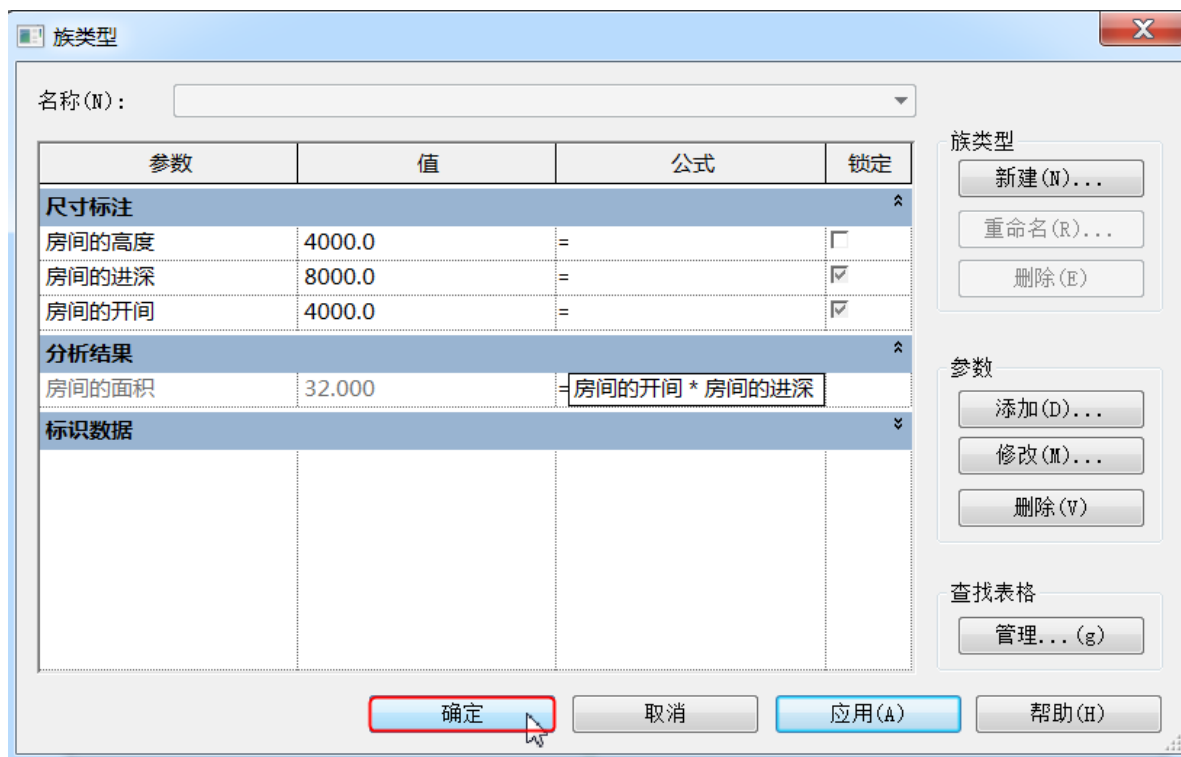 族类型
名称(N):
参数 值 公式 锁定
尺寸标注
房间的高度 4000.0 =
房间的进深 8000.0 =
房间的开间 4000.0 =
分析结果
房间的面积 32.000 =房间的开间 * 房间的进深
标识数据
族类型
新建(N)...
重命名(R)...
删除(E)
参数
添加(D)...
修改(M)...
删除(V)
查找表格
管理...(g)
确定 取消 应用(A) 帮助(H)